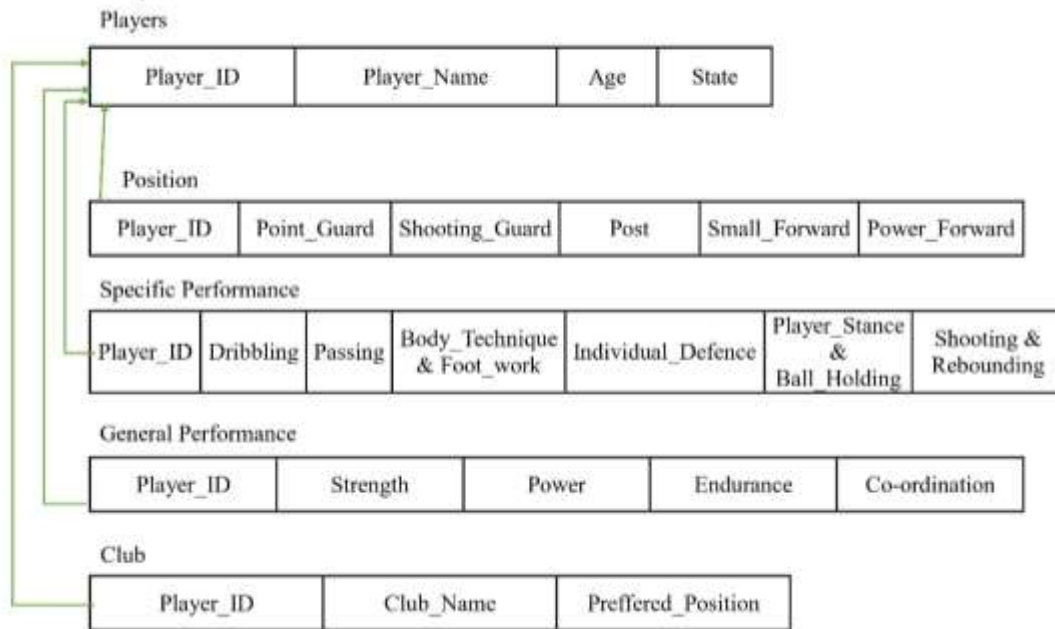 Players
Player_ID Player_Name Age State
Position
Player_ID Point_Guard Shooting_Guard Post Small_Forward Power_Forward
Specific Performance
Player_ID Dribbling Passing Body_Technique & Foot_work Individual_Defence Player_Stance & Ball_Holding Shooting & Rebounding
General Performance
Player_ID Strength Power Endurance Co-ordination
Club
Player_ID Club_Name Preffered_Position